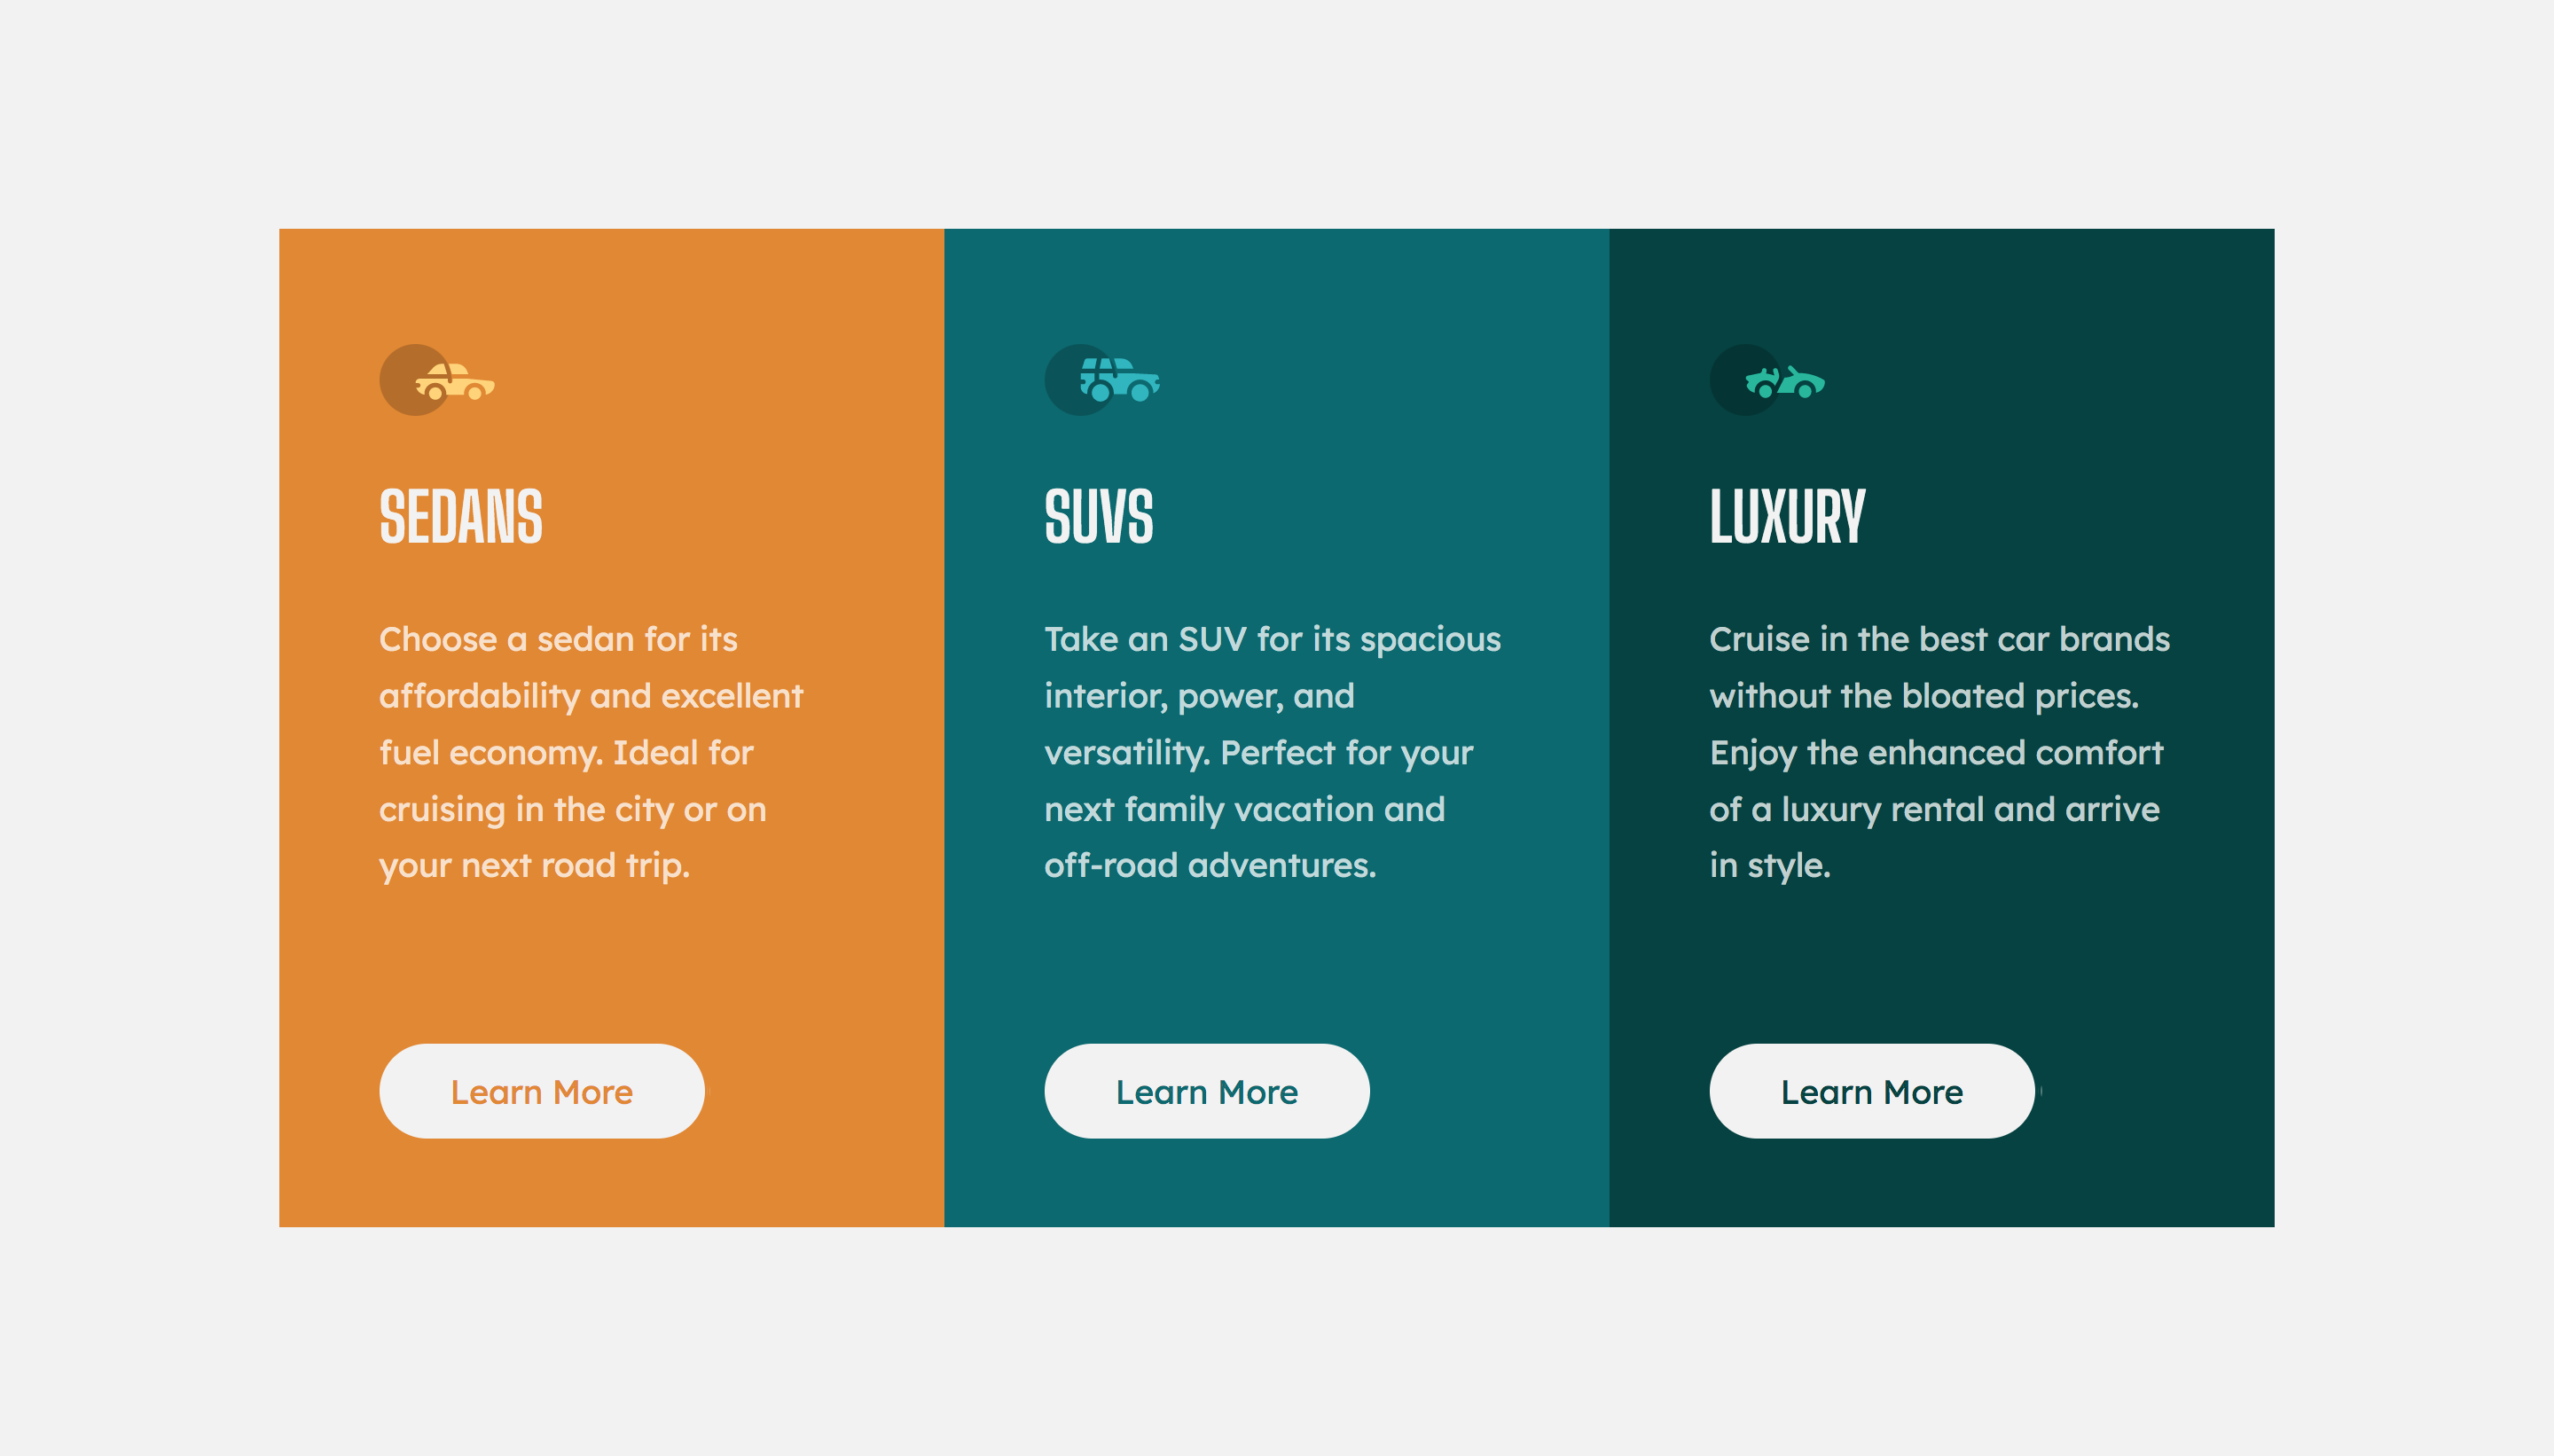 SEDANS
Choose a sedan for its
affordability and excellent
fuel economy. Ideal for
cruising in the city or on
your next road trip.
Learn More
SUVS
Take an SUV for its spacious
interior, power, and
versatility. Perfect for your
next family vacation and
off-road adventures.
Learn More
LUXURY
Cruise in the best car brands
without the bloated prices.
Enjoy the enhanced comfort
of a luxury rental and arrive
in style.
Learn More